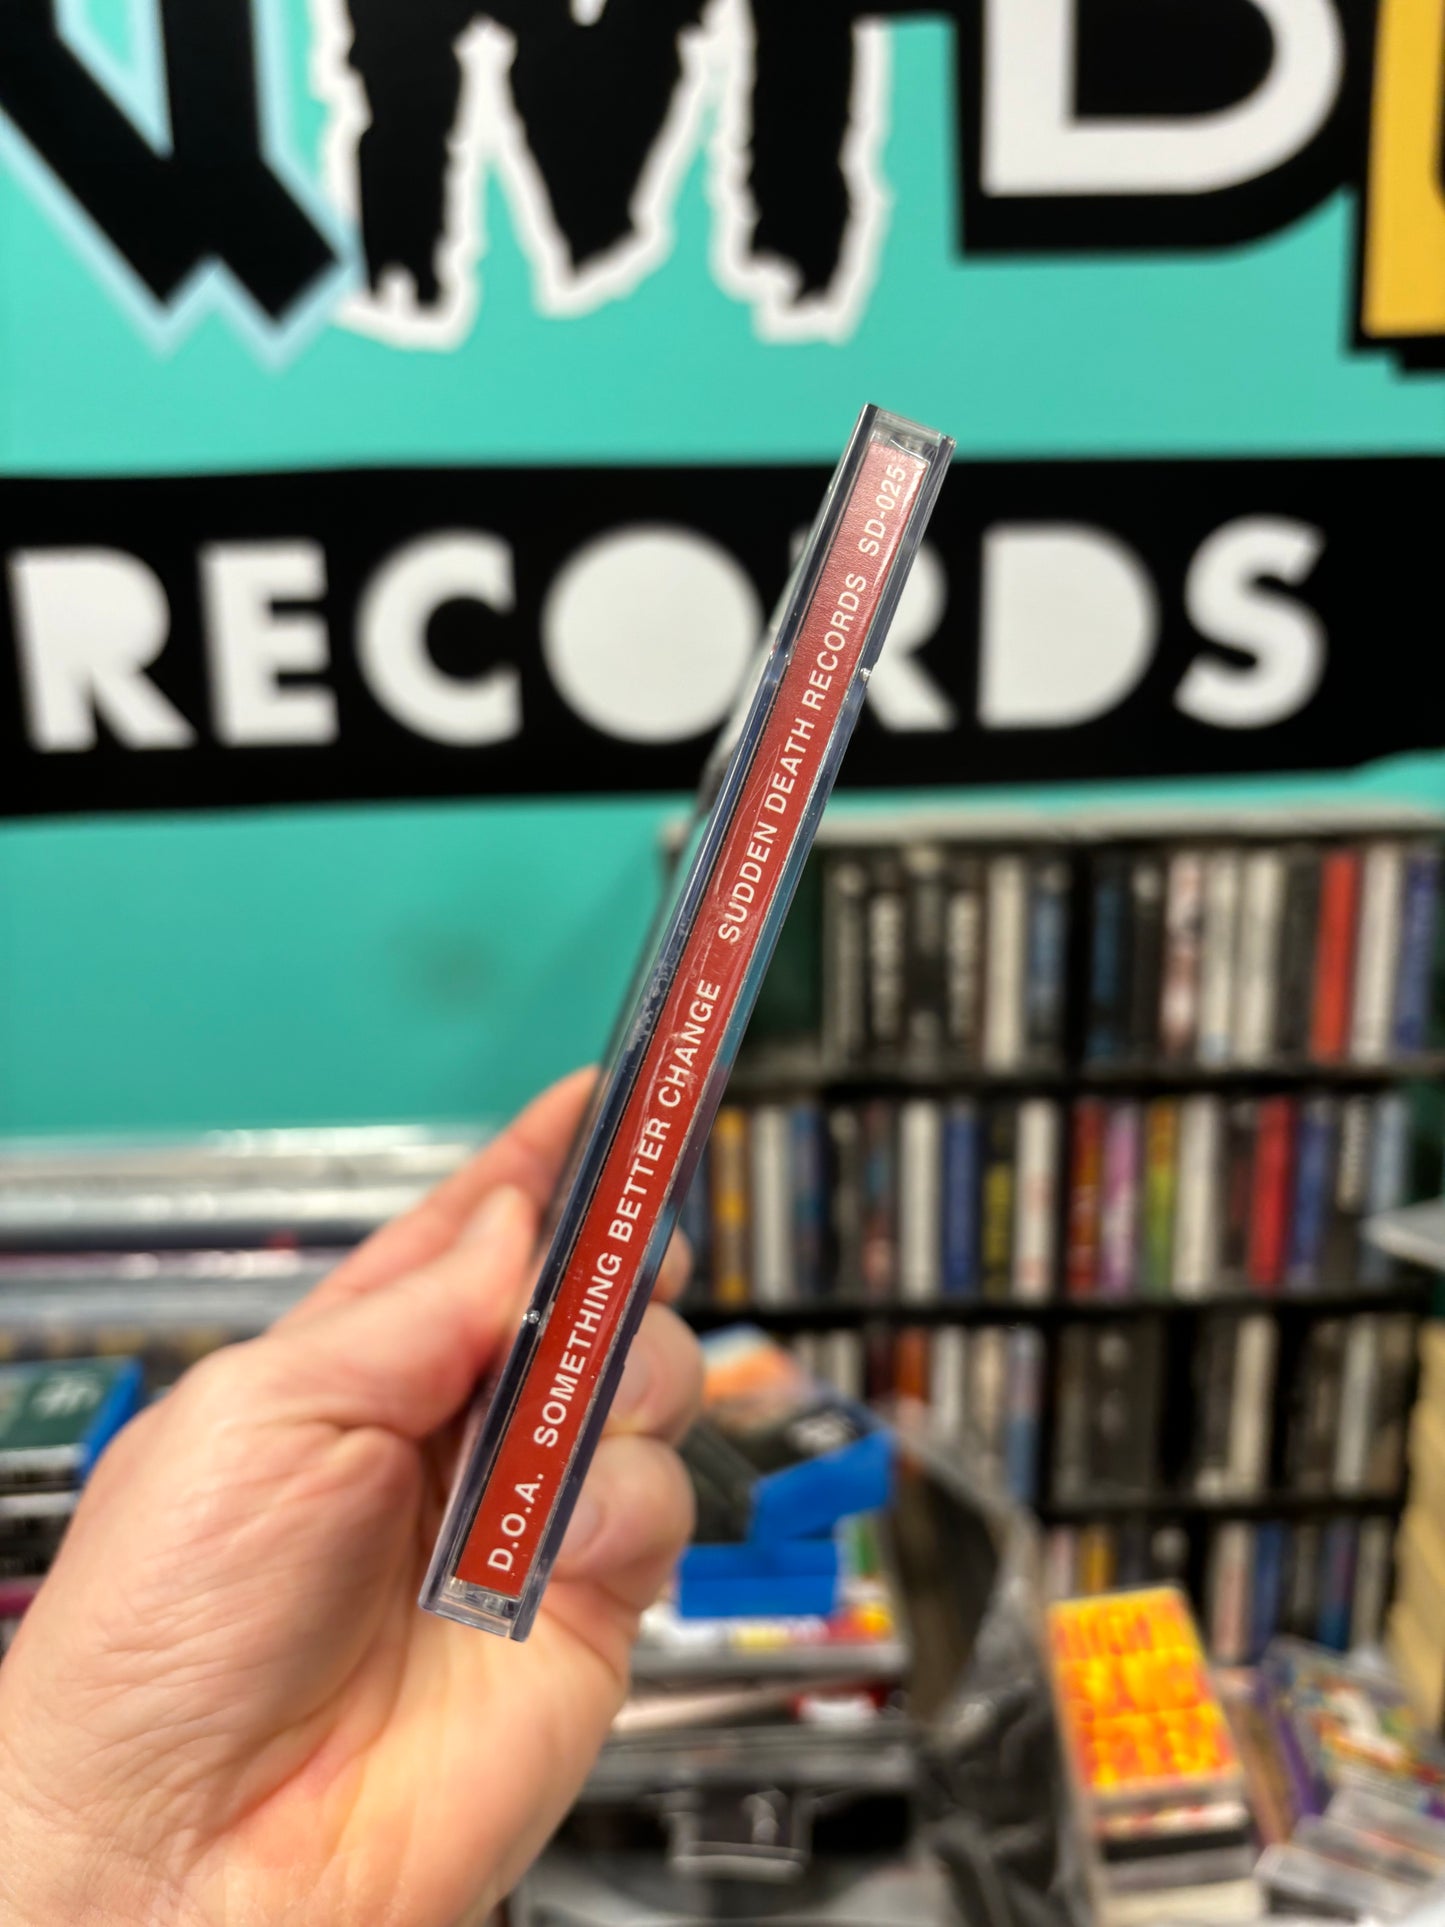 RECORDS
D.O.A. SOMETHING BETTER CHANGE SUDDEN DEATH RECORDS SD-025